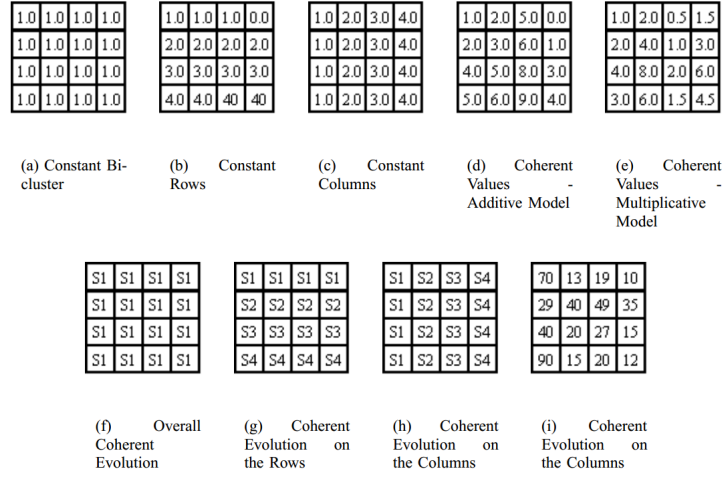 1.0 1.0 1.0 1.0
1.0 1.0 1.0 1.0
1.0 1.0 1.0 1.0
1.0 1.0 1.0 1.0
(a) Constant Bi-
cluster
1.0 1.0 1.0 0.0
2.0 2.0 2.0 2.0
3.0 3.0 3.0 3.0
4.0 4.0 40 40
(b) Constant
Rows
1.0 2.0 3.0 4.0
1.0 2.0 3.0 4.0
1.0 2.0 3.0 4.0
1.0 2.0 3.0 4.0
(c) Constant
Columns
1.0 2.0 5.0 0.0
2.0 3.0 6.0 1.0
4.0 5.0 8.0 3.0
5.0 6.0 9.0 4.0
(d) Coherent
Values -
Additive Model
1.0 2.0 0.5 1.5
2.0 4.0 1.0 3.0
4.0 8.0 2.0 6.0
3.0 6.0 1.5 4.5
(e) Coherent
Values -
Multiplicative
Model
S1 S1 S1 S1
S1 S1 S1 S1
S1 S1 S1 S1
S1 S1 S1 S1
(f) Overall
Coherent
Evolution
S1 S1 S1 S1
S2 S2 S2 S2
S3 S3 S3 S3
S4 S4 S4 S4
(g) Coherent
Evolution on
the Rows
S1 S2 S3 S4
S1 S2 S3 S4
S1 S2 S3 S4
S1 S2 S3 S4
(h) Coherent
Evolution on
the Columns
70 13 19 10
29 40 49 35
40 20 27 15
90 15 20 12
(i) Coherent
Evolution on
the Columns